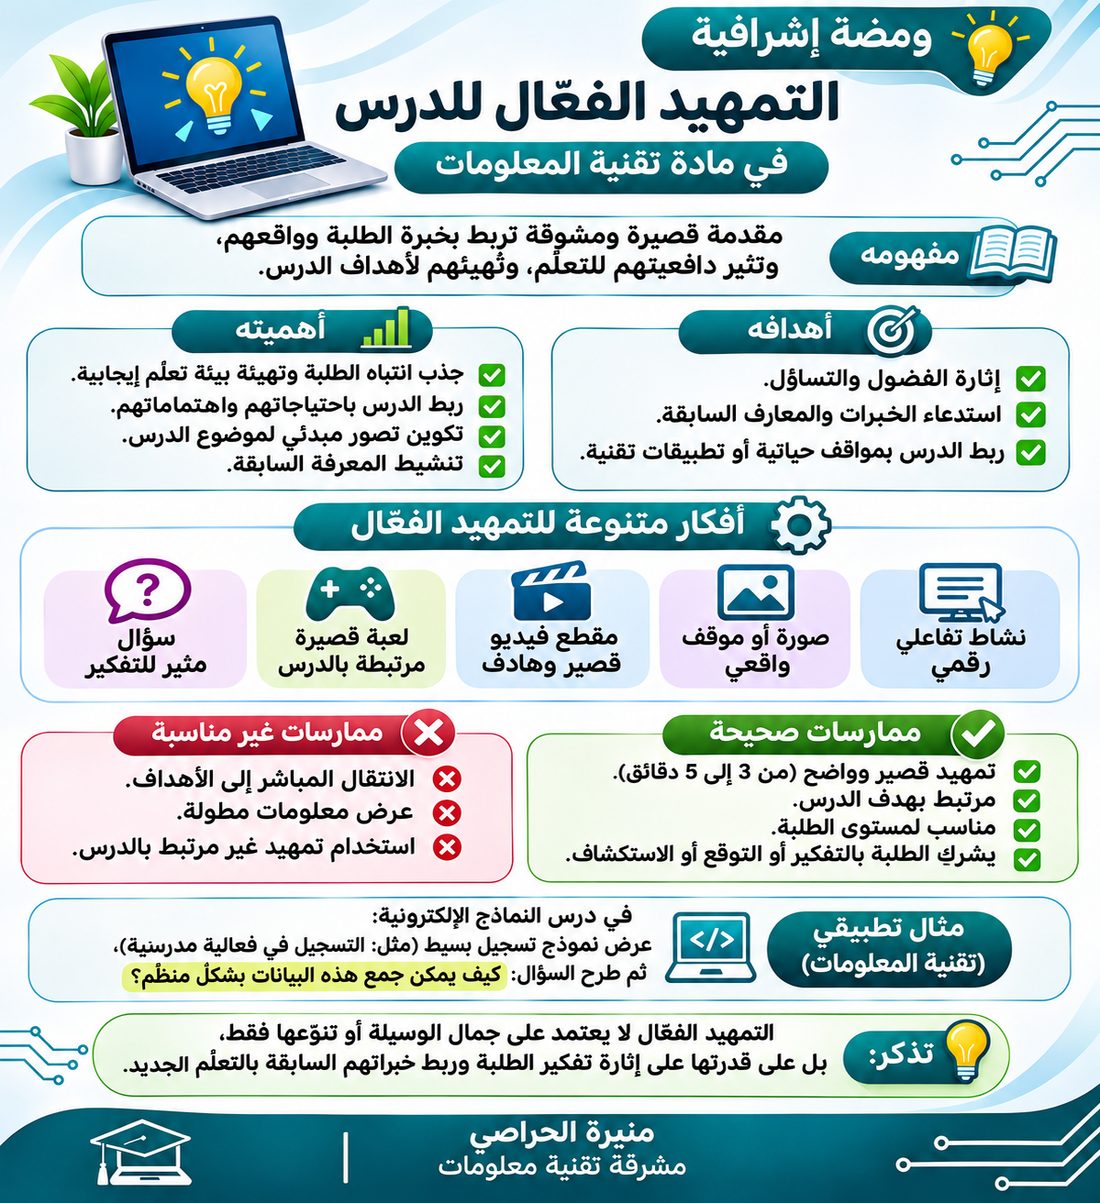 ومضة إشرافية
التمهيد الفعّال للدرس
في مادة تقنية المعلومات
مفهومه
مقدمة قصيرة ومشوقة تربط بخبرة الطلبة وواقعهم،
وتثير دافعيتهم للتعلّم، وتُهيئهم لأهداف الدرس.
أهدافه
إثارة الفضول والتساؤل.
استدعاء الخبرات والمعارف السابقة.
ربط الدرس بمواقف حياتية أو تطبيقات تقنية.
أهميته
جذب انتباه الطلبة وتهيئة بيئة تعلّم إيجابية.
ربط الدرس باحتياجاتهم واهتماماتهم.
تكوين تصور مبدئي لموضوع الدرس.
تنشيط المعرفة السابقة.
أفكار متنوعة للتمهيد الفعّال
نشاط تفاعلي
رقمي
صورة أو موقف
واقعي
مقطع فيديو
قصير وهادف
لعبة قصيرة
مرتبطة بالدرس
سؤال
مثير للتفكير
ممارسات صحيحة
تمهيد قصير وواضح (من 3 إلى 5 دقائق).
مرتبط بهدف الدرس.
مناسب لمستوى الطلبة.
يشرك الطلبة بالتفكير أو التوقع أو الاستكشاف.
ممارسات غير مناسبة
الانتقال المباشر إلى الأهداف.
عرض معلومات مطولة.
استخدام تمهيد غير مرتبط بالدرس.
مثال تطبيقي
(تقنية المعلومات)
</>
في درس النماذج الإلكترونية:
عرض نموذج تسجيل بسيط (مثل: التسجيل في فعالية مدرسية)،
ثم طرح السؤال: كيف يمكن جمع هذه البيانات بشكل منظّم؟
تذكر:
التمهيد الفعّال لا يعتمد على جمال الوسيلة أو تنوّعها فقط،
بل على قدرتها على إثارة تفكير الطلبة وربط خبراتهم السابقة بالتعلّم الجديد.
منيرة الحراصي
مشرقة تقنية معلومات